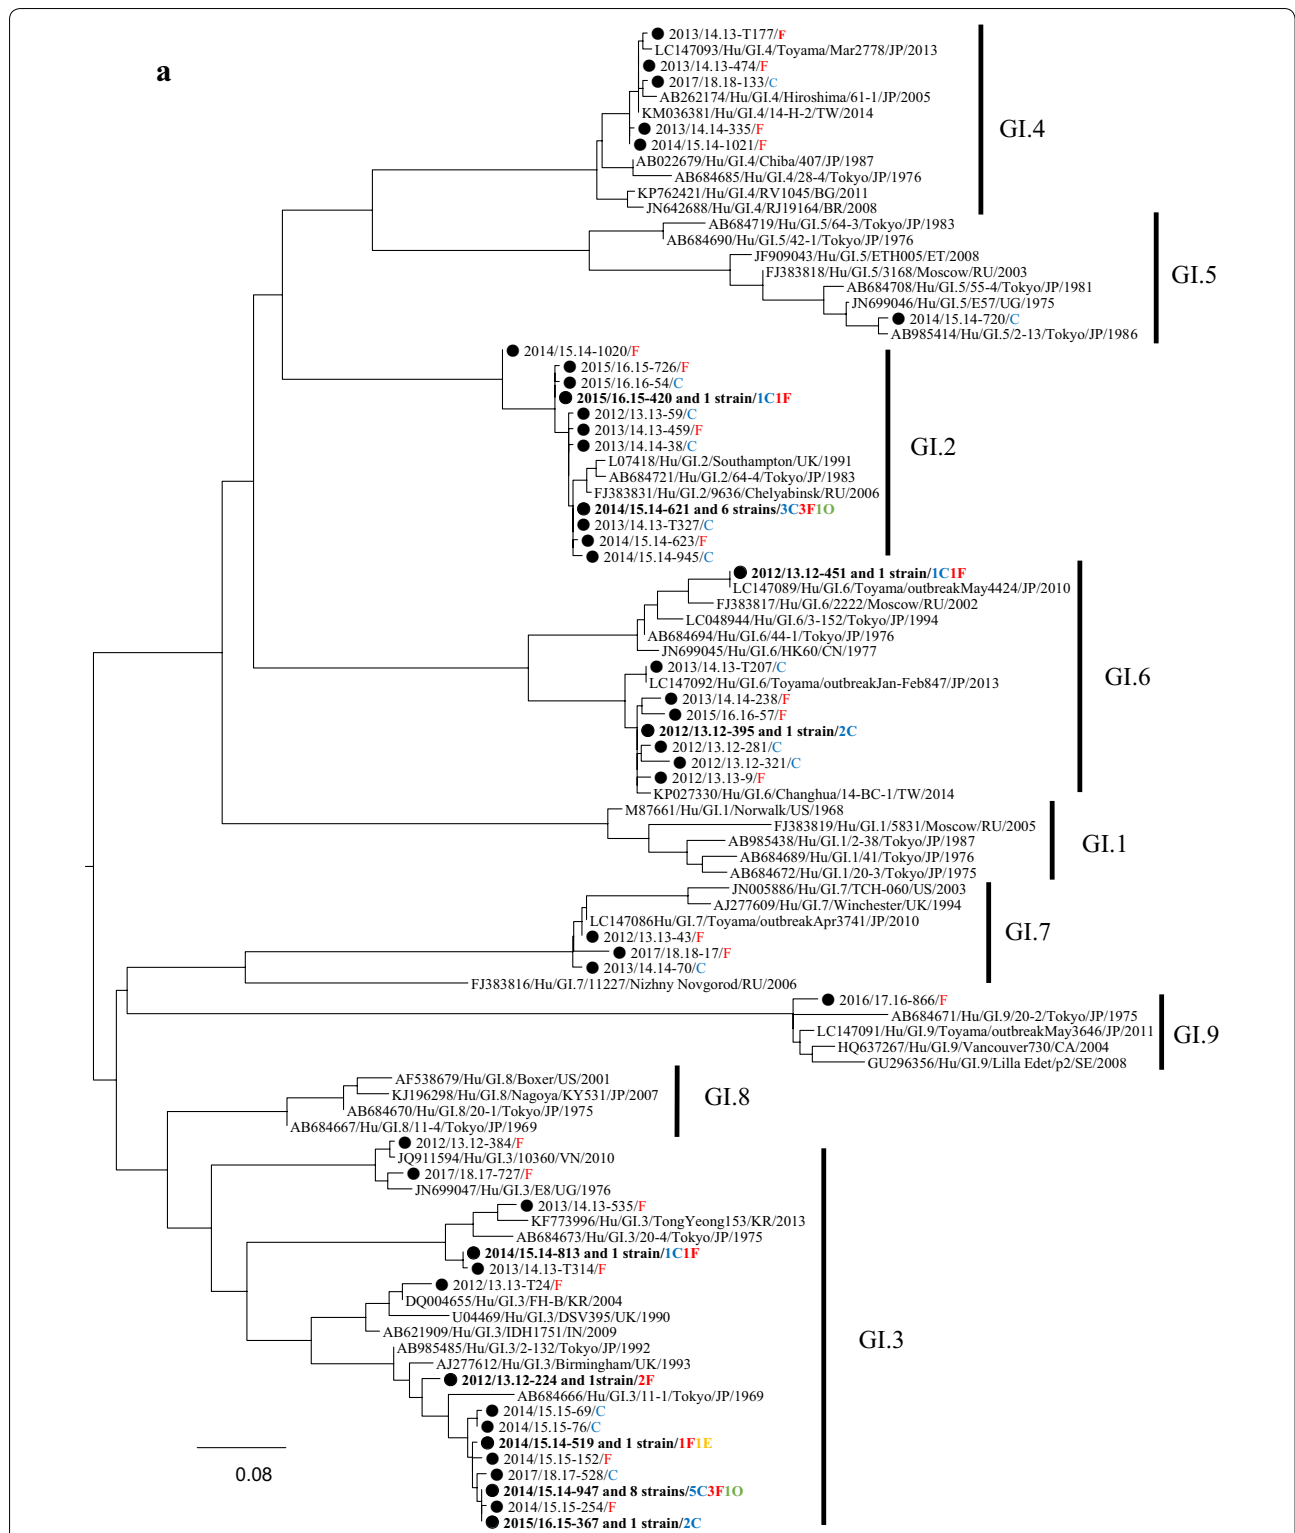 a
2013/14.13-T177/F
LC147093/Hu/GI.4/Toyama/Mar2778/JP/2013
2013/14.13-474/F
2017/18.18-133/C
AB262174/Hu/GI.4/Hiroshima/61-1/JP/2005
KM036381/Hu/GI.4/14-H-2/TW/2014
2013/14.14-335/F
2014/15.14-1021/F
AB022679/Hu/GI.4/Chiba/407/JP/1987
AB684685/Hu/GI.4/28-4/Tokyo/JP/1976
KP762421/Hu/GI.4/RV1045/BG/2011
JN642688/Hu/GI.4/RJ19164/BR/2008
GI.4
AB684719/Hu/GI.5/64-3/Tokyo/JP/1983
AB684690/Hu/GI.5/42-1/Tokyo/JP/1976
JF909043/Hu/GI.5/ETH005/ET/2008
FJ383818/Hu/GI.5/3168/Moscow/RU/2003
AB684708/Hu/GI.5/55-4/Tokyo/JP/1981
JN699046/Hu/GI.5/E57/UG/1975
2014/15.14-720/C
AB985414/Hu/GI.5/2-13/Tokyo/JP/1986
GI.5
2014/15.14-1020/F
2015/16.15-726/F
2015/16.16-54/C
2015/16.15-420 and 1 strain/1C1F
2012/13.13-59/C
2013/14.13-459/F
2013/14.14-38/C
L07418/Hu/GI.2/Southampton/UK/1991
AB684721/Hu/GI.2/64-4/Tokyo/JP/1983
FJ383831/Hu/GI.2/9636/Chelyabinsk/RU/2006
2014/15.14-621 and 6 strains/3C3F1O
2013/14.13-T327/C
2014/15.14-623/F
2014/15.14-945/C
GI.2
2012/13.12-451 and 1 strain/1C1F
LC147089/Hu/GI.6/Toyama/outbreakMay4424/JP/2010
FJ383817/Hu/GI.6/2222/Moscow/RU/2002
LC048944/Hu/GI.6/3-152/Tokyo/JP/1994
AB684694/Hu/GI.6/44-1/Tokyo/JP/1976
JN699045/Hu/GI.6/HK60/CN/1977
2013/14.13-T207/C
LC147092/Hu/GI.6/Toyama/outbreakJan-Feb847/JP/2013
2013/14.14-238/F
2015/16.16-57/F
2012/13.12-395 and 1 strain/2C
2012/13.12-281/C
2012/13.12-321/C
2012/13.13-9/F
KP027330/Hu/GI.6/Changhua/14-BC-1/TW/2014
GI.6
M87661/Hu/GI.1/Norwalk/US/1968
FJ383819/Hu/GI.1/5831/Moscow/RU/2005
AB985438/Hu/GI.1/2-38/Tokyo/JP/1987
AB684689/Hu/GI.1/41/Tokyo/JP/1976
AB684672/Hu/GI.1/20-3/Tokyo/JP/1975
GI.1
JN005886/Hu/GI.7/TCH-060/US/2003
AJ277609/Hu/GI.7/Winchester/UK/1994
LC147086Hu/GI.7/Toyama/outbreakApr3741/JP/2010
2012/13.13-43/F
2017/18.18-17/F
2013/14.14-70/C
FJ383816/Hu/GI.7/11227/Nizhny Novgorod/RU/2006
GI.7
2016/17.16-866/F
AB684671/Hu/GI.9/20-2/Tokyo/JP/1975
LC147091/Hu/GI.9/Toyama/outbreakMay3646/JP/2011
HQ637267/Hu/GI.9/Vancouver730/CA/2004
GU296356/Hu/GI.9/Lilla Edet/p2/SE/2008
GI.9
AF538679/Hu/GI.8/Boxer/US/2001
KJ196298/Hu/GI.8/Nagoya/KY531/JP/2007
AB684670/Hu/GI.8/20-1/Tokyo/JP/1975
AB684667/Hu/GI.8/11-4/Tokyo/JP/1969
GI.8
2012/13.12-384/F
JQ911594/Hu/GI.3/10360/VN/2010
2017/18.17-727/F
JN699047/Hu/GI.3/E8/UG/1976
2013/14.13-535/F
KF773996/Hu/GI.3/TongYeong153/KR/2013
AB684673/Hu/GI.3/20-4/Tokyo/JP/1975
2014/15.14-813 and 1 strain/1C1F
2013/14.13-T314/F
2012/13.13-T24/F
DQ004655/Hu/GI.3/FH-B/KR/2004
U04469/Hu/GI.3/DSV395/UK/1990
AB621909/Hu/GI.3/IDH1751/IN/2009
AB985485/Hu/GI.3/2-132/Tokyo/JP/1992
AJ277612/Hu/GI.3/Birmingham/UK/1993
2012/13.12-224 and 1strain/2F
AB684666/Hu/GI.3/11-1/Tokyo/JP/1969
2014/15.15-69/C
2014/15.15-76/C
2014/15.14-519 and 1 strain/1F1E
2014/15.15-152/F
2017/18.17-528/C
2014/15.14-947 and 8 strains/5C3F1O
2014/15.15-254/F
2015/16.15-367 and 1 strain/2C
GI.3
0.08